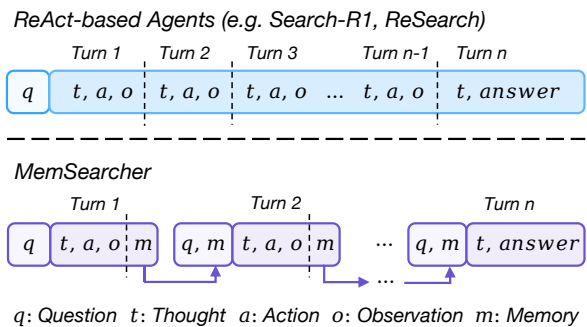 ReAct-based Agents (e.g. Search-R1, ReSearch)
Turn 1 Turn 2 Turn 3 Turn n-1 Turn n
q t, a, o t, a, o t, a, o ... t, a, o t, answer
MemSearcher
Turn 1 Turn 2 Turn n
q t, a, o m q, m t, a, o m ... q, m t, answer
...
q: Question t: Thought a: Action o: Observation m: Memory